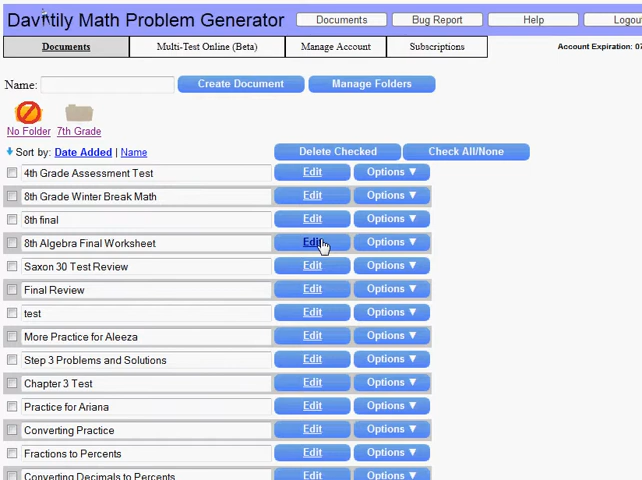 Davitily Math Problem Generator
Documents
Bug Report
Help
Logou
Documents
Multi-Test Online (Beta)
Manage Account
Subscriptions
Account Expiration: 07
Name:
Create Document
Manage Folders
No Folder
7th Grade
Sort by: Date Added | Name
Delete Checked
Check All/None
4th Grade Assessment Test
Edit
Options ▼
8th Grade Winter Break Math
Edit
Options ▼
8th final
Edit
Options ▼
8th Algebra Final Worksheet
Edit
Options ▼
Saxon 30 Test Review
Edit
Options ▼
Final Review
Edit
Options ▼
test
Edit
Options ▼
More Practice for Aleeza
Edit
Options ▼
Step 3 Problems and Solutions
Edit
Options ▼
Chapter 3 Test
Edit
Options ▼
Practice for Ariana
Edit
Options ▼
Converting Practice
Edit
Options ▼
Fractions to Percents
Edit
Options ▼
Converting Decimals to Percents
Edit
Options ▼